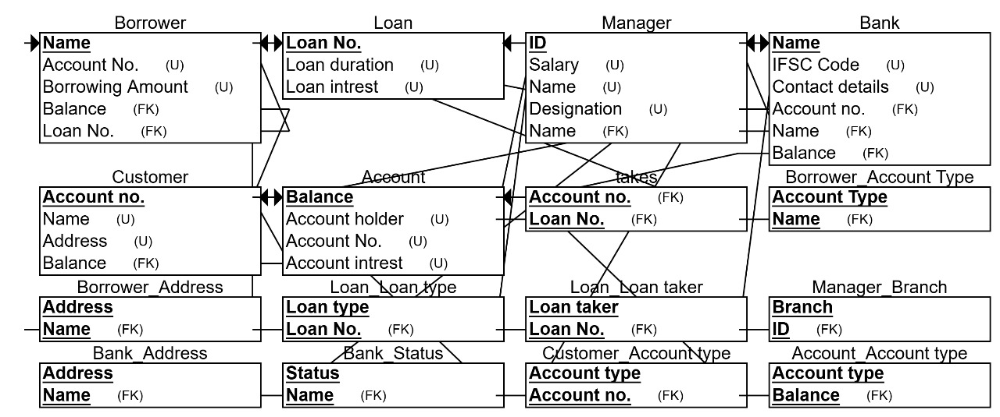 Borrower
Name
Account No. (U)
Borrowing Amount (U)
Balance (FK)
Loan No. (FK)
Loan
Loan No.
Loan duration (U)
Loan intrest (U)
Manager
ID
Salary (U)
Name (U)
Designation (U)
Name (FK)
Bank
Name
IFSC Code (U)
Contact details (U)
Account no. (FK)
Name (FK)
Balance (FK)
Customer
Account no.
Name (U)
Address (U)
Balance (FK)
Account
Balance
Account holder (U)
Account No. (U)
Account intrest (U)
takes
Account no. (FK)
Loan No. (FK)
Borrower_Account Type
Account Type
Name (FK)
Borrower_Address
Address
Name (FK)
Loan_Loan type
Loan type
Loan No. (FK)
Loan_Loan taker
Loan taker
Loan No. (FK)
Manager_Branch
Branch
ID (FK)
Bank_Address
Address
Name (FK)
Bank_Status
Status
Name (FK)
Customer_Account type
Account type
Account no. (FK)
Account_Account type
Account type
Balance (FK)